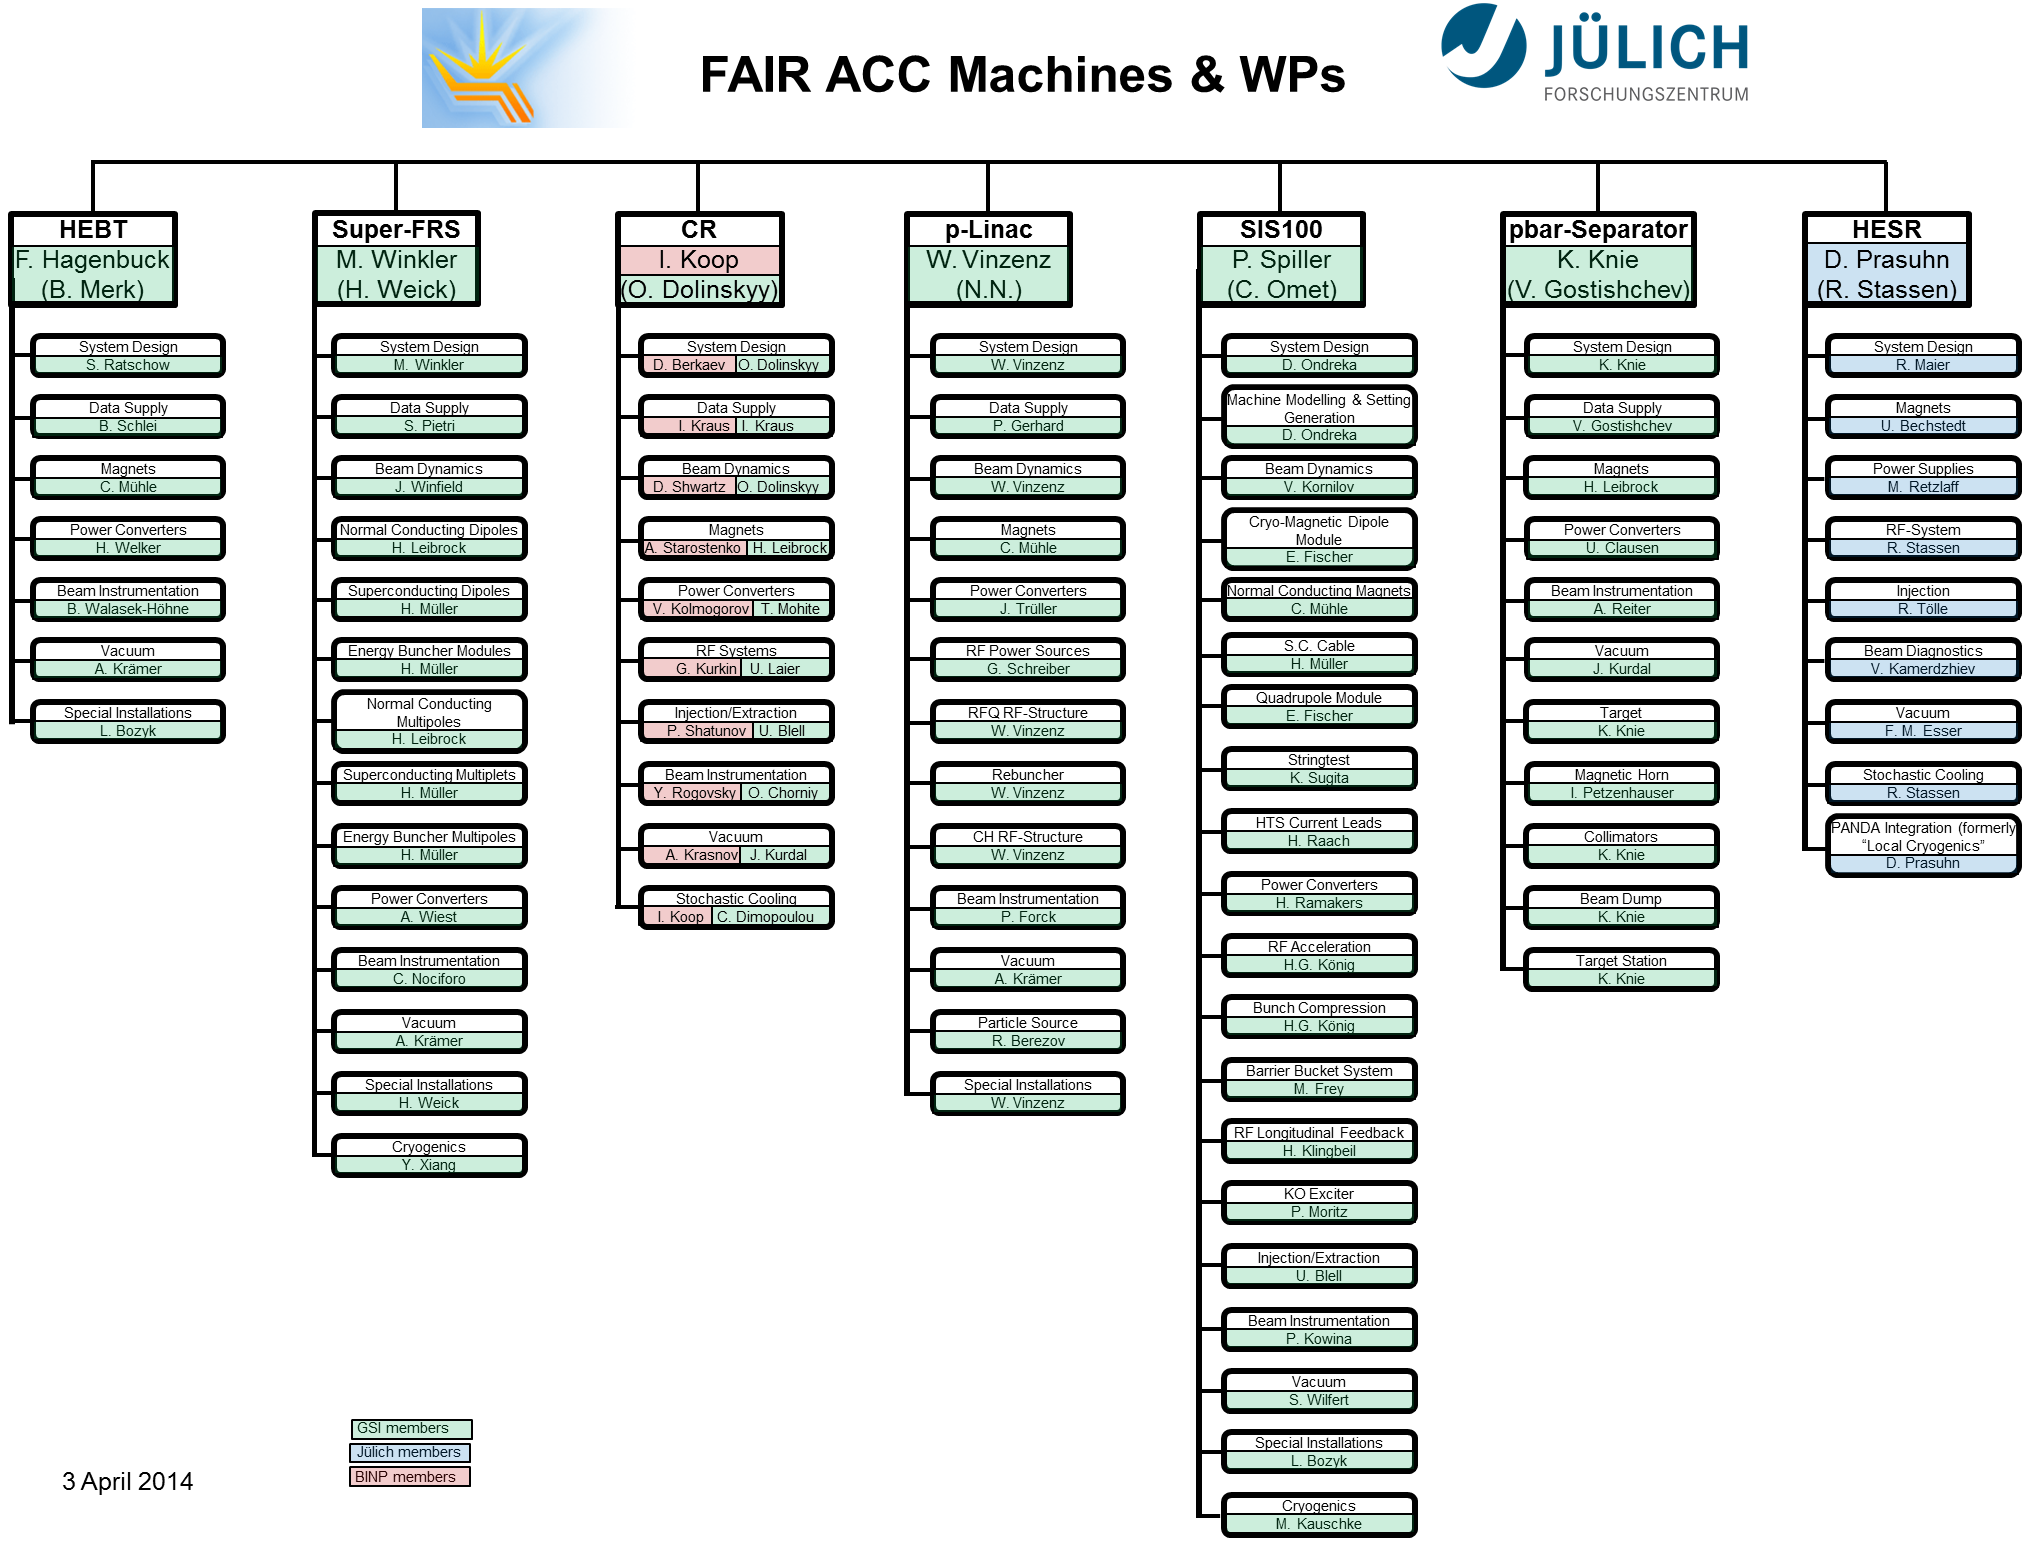 FAIR ACC Machines & WPs
JÜLICH
FORSCHUNGSZENTRUM
HEBT
F. Hagenbuck
(B. Merk)
System Design
S. Ratschow
Data Supply
B. Schlei
Magnets
C. Mühle
Power Converters
H. Welker
Beam Instrumentation
B. Walasek-Höhne
Vacuum
A. Krämer
Special Installations
L. Bozyk
Super-FRS
M. Winkler
(H. Weick)
System Design
M. Winkler
Data Supply
S. Pietri
Beam Dynamics
J. Winfield
Normal Conducting Dipoles
H. Leibrock
Superconducting Dipoles
H. Müller
Energy Buncher Modules
H. Müller
Normal Conducting
Multipoles
H. Leibrock
Superconducting Multiplets
H. Müller
Energy Buncher Multipoles
H. Müller
Power Converters
A. Wiest
Beam Instrumentation
C. Nociforo
Vacuum
A. Krämer
Special Installations
H. Weick
Cryogenics
Y. Xiang
CR
I. Koop
(O. Dolinskyy)
System Design
D. Berkaev O. Dolinskyy
Data Supply
I. Kraus I. Kraus
Beam Dynamics
D. Shwartz O. Dolinskyy
Magnets
A. Starostenko H. Leibrock
Power Converters
V. Kolmogorov T. Mohite
RF Systems
G. Kurkin U. Laier
Injection/Extraction
P. Shatunov U. Blell
Beam Instrumentation
Y. Rogovsky O. Chorniy
Vacuum
A. Krasnov J. Kurdal
Stochastic Cooling
I. Koop C. Dimopoulou
p-Linac
W. Vinzenz
(N.N.)
System Design
W. Vinzenz
Data Supply
P. Gerhard
Beam Dynamics
W. Vinzenz
Magnets
C. Mühle
Power Converters
J. Trüller
RF Power Sources
G. Schreiber
RFQ RF-Structure
W. Vinzenz
Rebuncher
W. Vinzenz
CH RF-Structure
W. Vinzenz
Beam Instrumentation
P. Forck
Vacuum
A. Krämer
Particle Source
R. Berezov
Special Installations
W. Vinzenz
SIS100
P. Spiller
(C. Omet)
System Design
D. Ondreka
Machine Modelling & Setting
Generation
D. Ondreka
Beam Dynamics
V. Kornilov
Cryo-Magnetic Dipole
Module
E. Fischer
Normal Conducting Magnets
C. Mühle
S.C. Cable
H. Müller
Quadrupole Module
E. Fischer
Stringtest
K. Sugita
HTS Current Leads
H. Raach
Power Converters
H. Ramakers
RF Acceleration
H.G. König
Bunch Compression
H.G. König
Barrier Bucket System
M. Frey
RF Longitudinal Feedback
H. Klingbeil
KO Exciter
P. Moritz
Injection/Extraction
U. Blell
Beam Instrumentation
P. Kowina
Vacuum
S. Wilfert
Special Installations
L. Bozyk
Cryogenics
M. Kauschke
pbar-Separator
K. Knie
(V. Gostishchev)
System Design
K. Knie
Data Supply
V. Gostishchev
Magnets
H. Leibrock
Power Converters
U. Clausen
Beam Instrumentation
A. Reiter
Vacuum
J. Kurdal
Target
K. Knie
Magnetic Horn
I. Petzenhauser
Collimators
K. Knie
Beam Dump
K. Knie
Target Station
K. Knie
HESR
D. Prasuhn
(R. Stassen)
System Design
R. Maier
Magnets
U. Bechstedt
Power Supplies
M. Retzlaff
RF-System
R. Stassen
Injection
R. Tölle
Beam Diagnostics
V. Kamerdzhiev
Vacuum
F. M. Esser
Stochastic Cooling
R. Stassen
PANDA Integration (formerly
“Local Cryogenics”
D. Prasuhn
GSI members
Jülich members
BINP members
3 April 2014